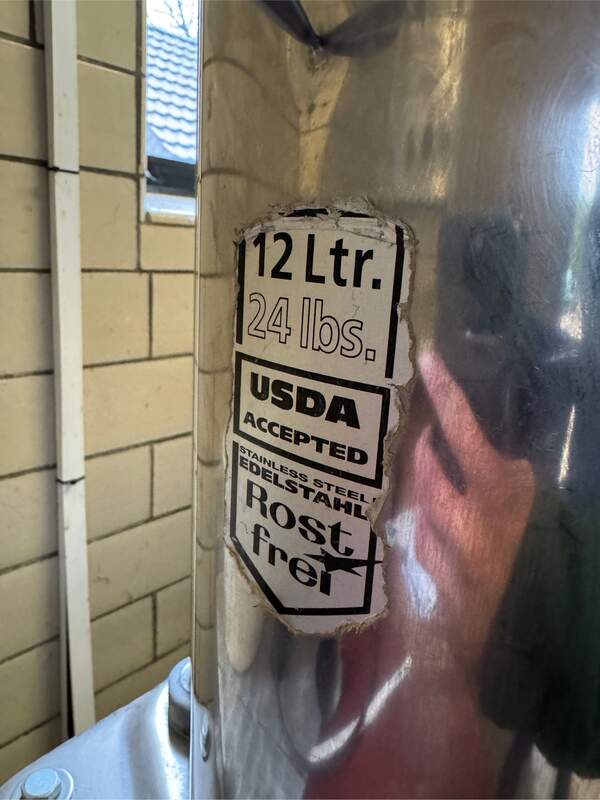 12 Ltr.
24 lbs.
USDA
ACCEPTED
STAINLESS STEEL
EDELSTAHL
Rost
frei